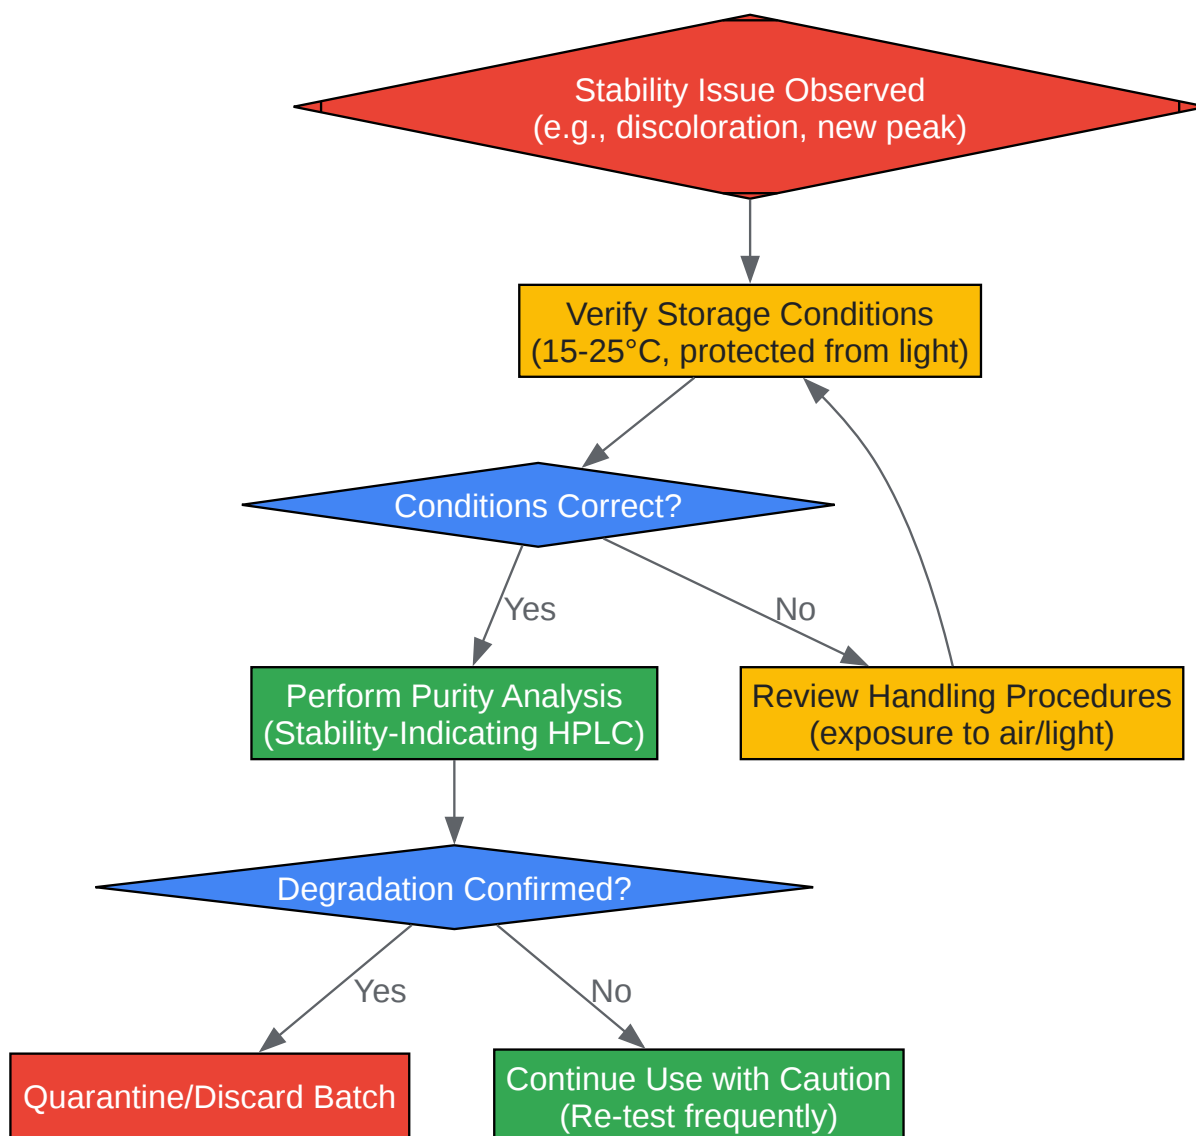 Stability Issue Observed
(e.g., discoloration, new peak)
Verify Storage Conditions
(15-25°C, protected from light)
Conditions Correct?
Yes
No
Perform Purity Analysis
(Stability-Indicating HPLC)
Review Handling Procedures
(exposure to air/light)
Degradation Confirmed?
Yes
No
Quarantine/Discard Batch
Continue Use with Caution
(Re-test frequently)